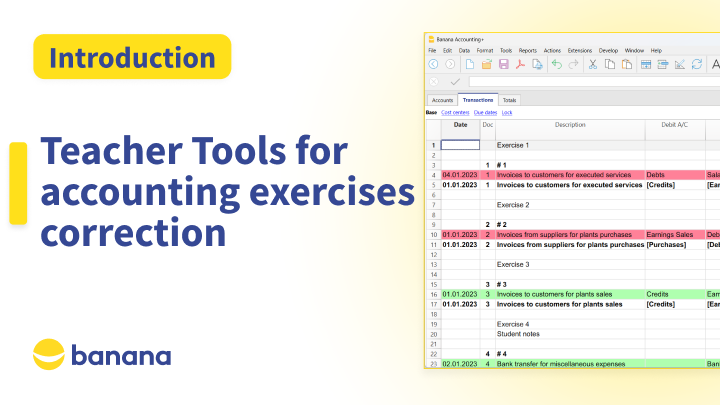 Introduction
Teacher Tools for
accounting exercises
correction
banana
Banana Accounting+
File Edit Data Format Tools Reports Actions Extensions Develop Window Help
Accounts Transactions Totals
Base Cost centers Due dates Lock
Date Doc Description Debit A/C
1 Exercise 1
2
3 1 # 1
4 04.01.2023 1 Invoices to customers for executed services Debts Sala
5 01.01.2023 1 Invoices to customers for executed services [Credits] [Ear
6
7 Exercise 2
8
9 2 # 2
10 01.01.2023 2 Invoices from suppliers for plants purchases Earnings Sales Deb
11 01.01.2023 2 Invoices from suppliers for plants purchases [Purchases] [Deb
12
13 Exercise 3
14
15 3 # 3
16 01.01.2023 3 Invoices to customers for plants sales Credits Earn
17 01.01.2023 3 Invoices to customers for plants sales [Credits] [Ear
18
19 Exercise 4
20 Student notes
21
22 4 # 4
23 02.01.2023 4 Bank transfer for miscellaneous expenses Ban